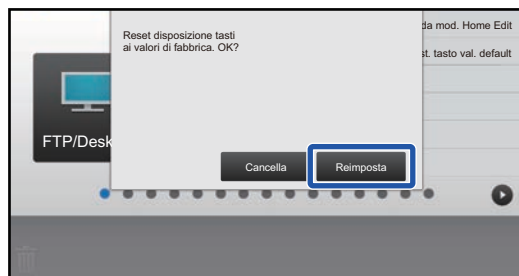 Reset disposizione tasti
ai valori di fabbrica. OK?
da mod. Home Edit
st. tasto val. default
FTP/Desk
Cancella
Reimposta